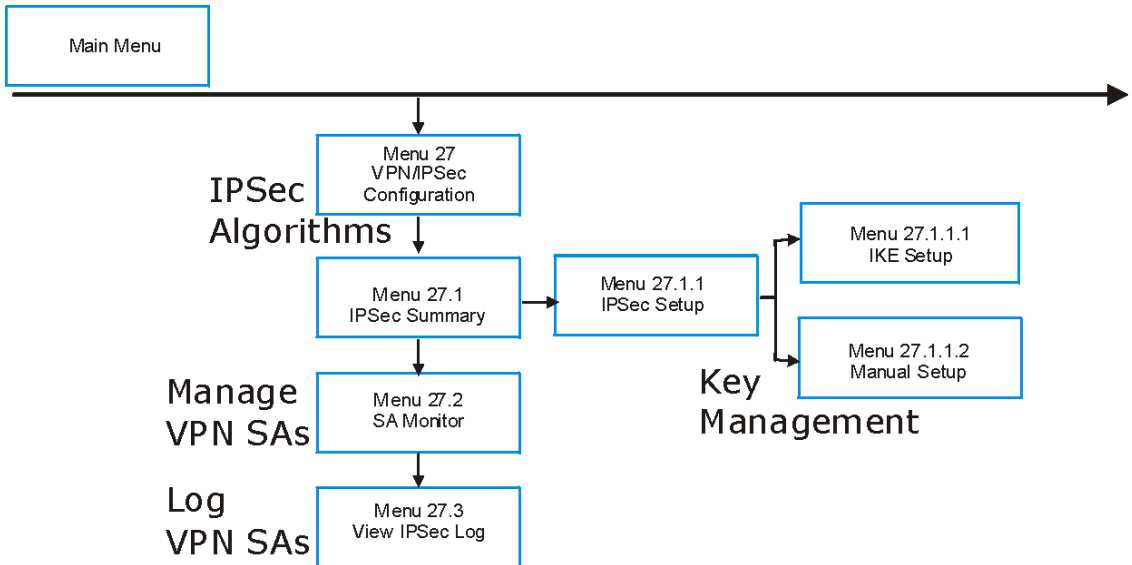 Main Menu
Menu 27
VPN/IPSec
Configuration
IPSec
Algorithms
Menu 27.1
IPSec Summary
Menu 27.1.1
IPSec Setup
Menu 27.1.1.1
IKE Setup
Menu 27.1.1.2
Manual Setup
Key
Management
Manage
VPN SAs
Menu 27.2
SA Monitor
Log
VPN SAs
Menu 27.3
View IPSec Log